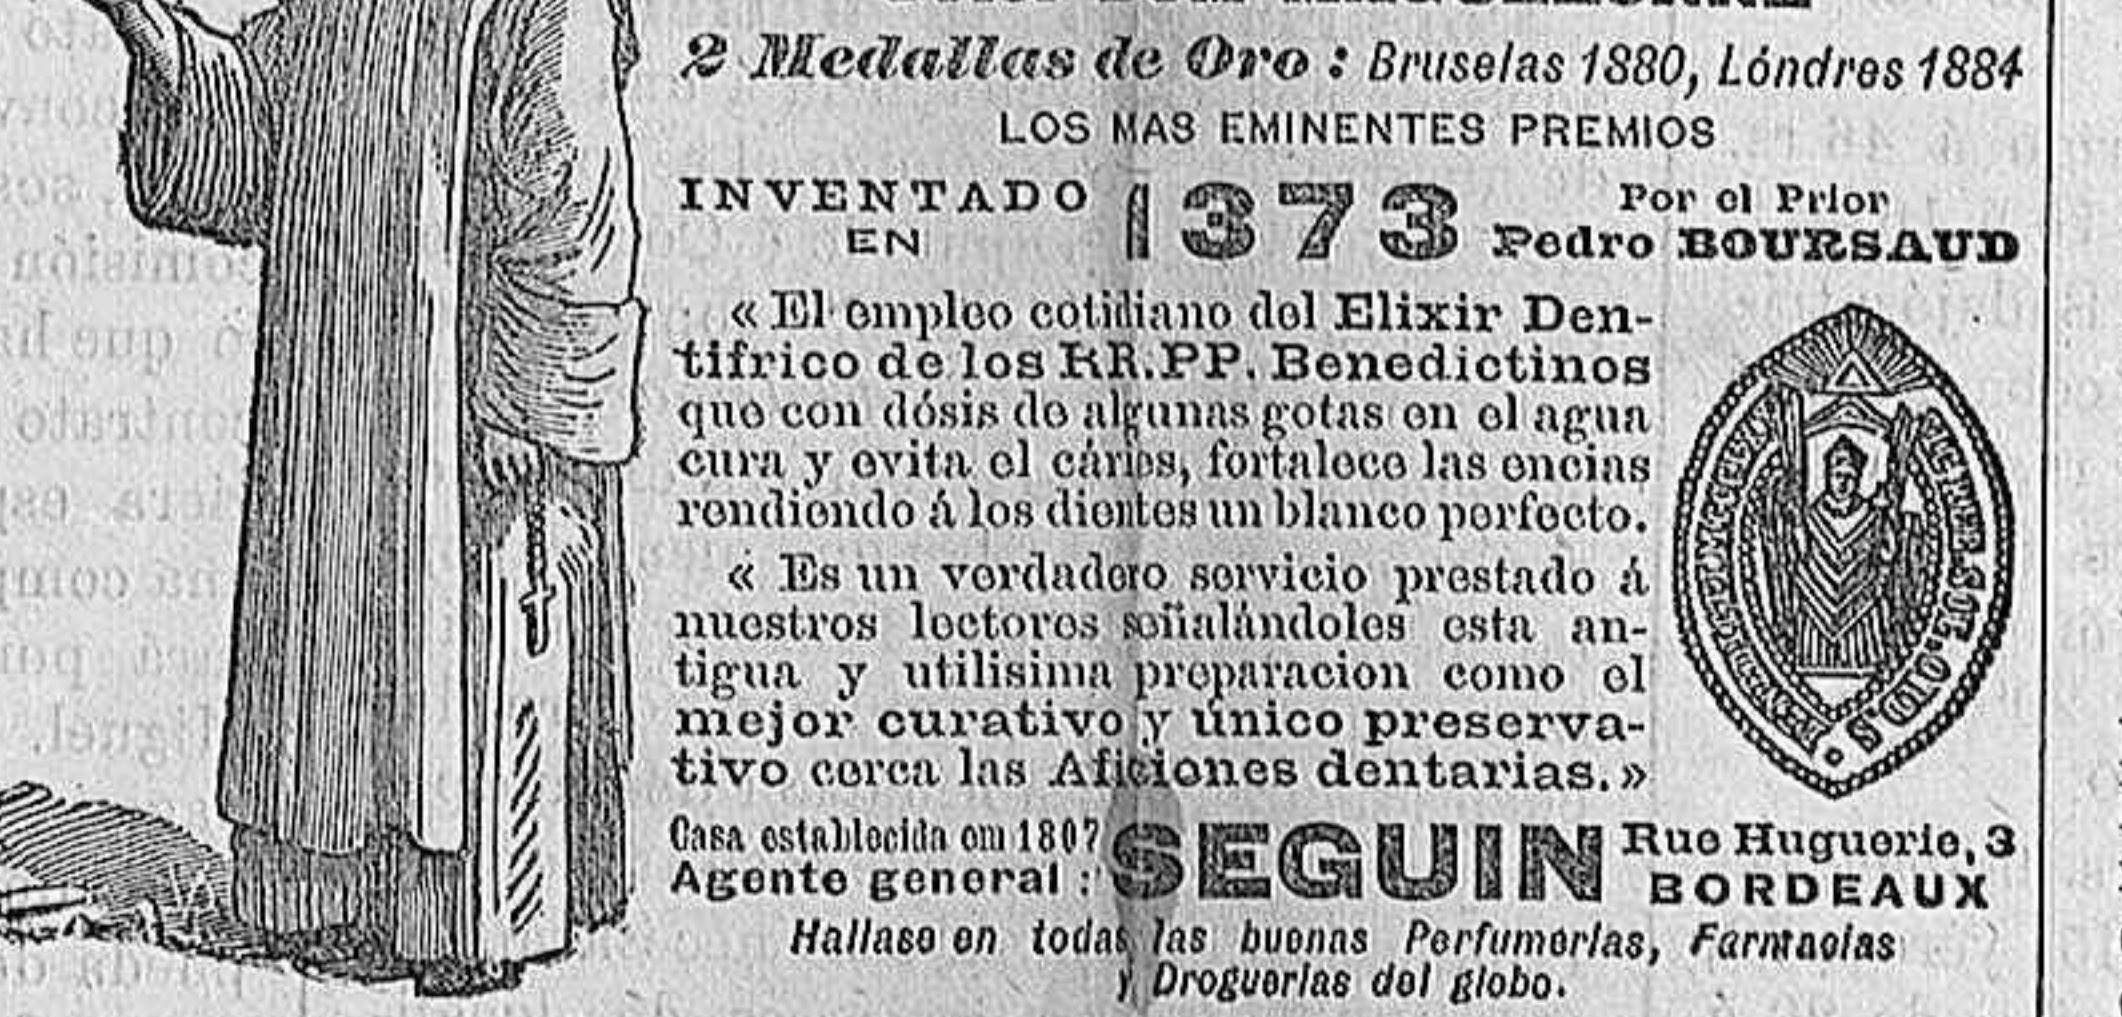 2 Medallas de Oro : Bruselas 1880, Lóndres 1884
LOS MAS EMINENTES PREMIOS
INVENTADO EN 1373 Por el Prior Pedro BOURSAUD
« El empleo cotidiano del Elixir Den-
tifrico de los RR.PP. Benedictinos
que con dósis de algunas gotas en el agua
cura y evita el cáries, fortalece las encias
rendiendo á los dientes un blanco perfecto.
« Es un verdadero servicio prestado á
nuestros lectores señalándoles esta an-
tigua y utilisima preparacion como el
mejor curativo y único preserva-
tivo cerca las Aficiones dentarias. »
Casa establecida em 1807
Agente general : SEGUIN Rue Huguerie, 3
BORDEAUX
Hallase en todas las buenas Perfumerias, Farmacias
y Droguerias del globo.